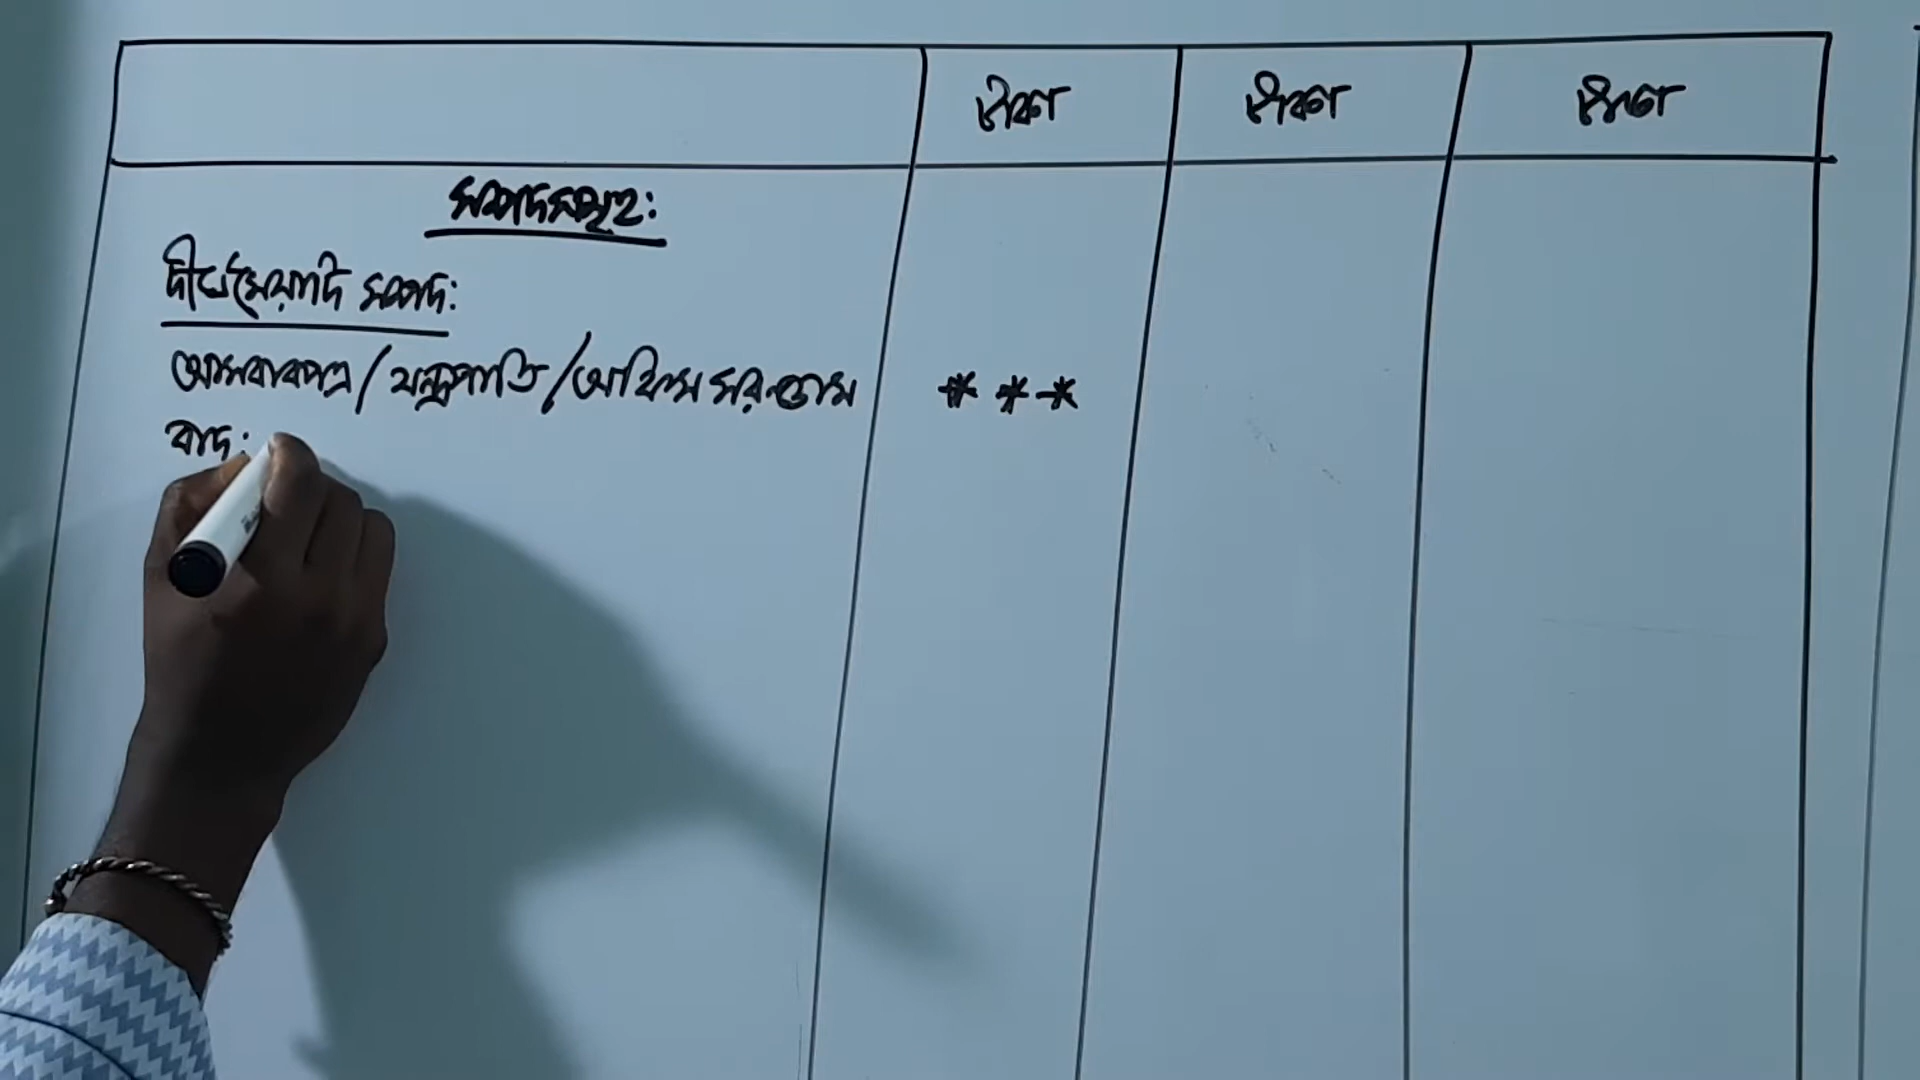 টাকা টাকা টাকা
সম্পদসমূহ:
দীর্ঘমেয়াদি সম্পদ:
আসবাবপত্র / যন্ত্রপাতি / অফিস সরঞ্জাম * * *
বাদ: